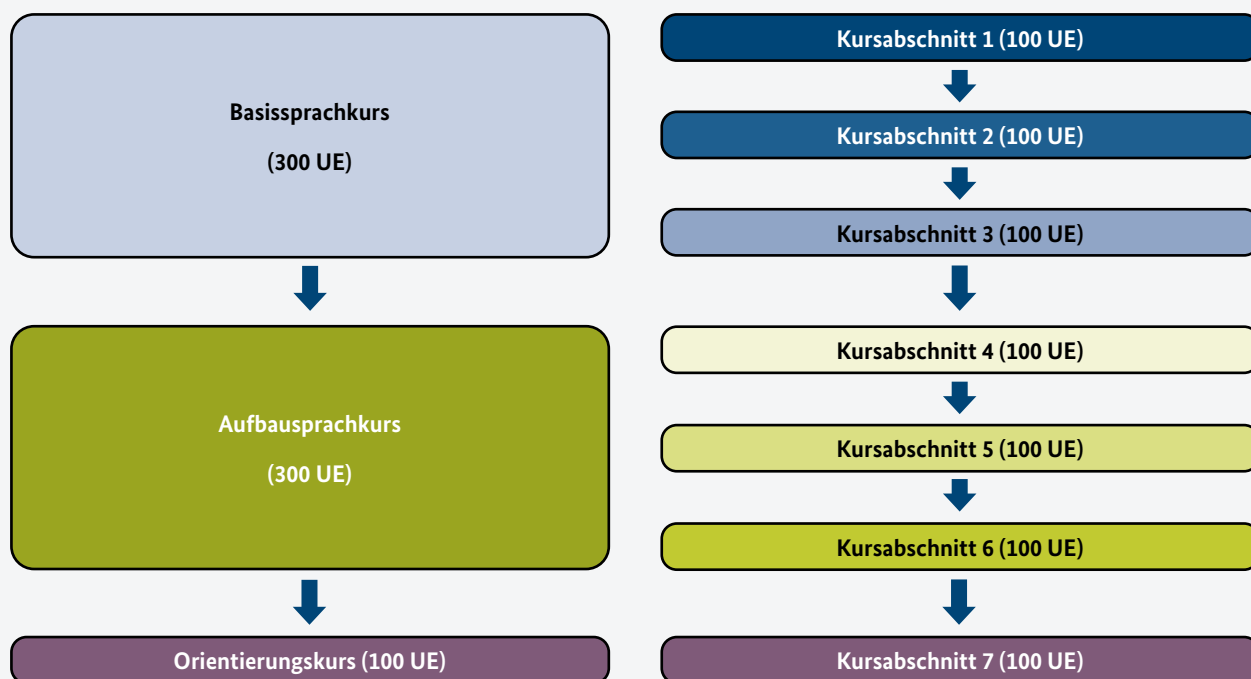 Basissprachkurs
(300 UE)
Aufbausprachkurs
(300 UE)
Orientierungskurs (100 UE)
Kursabschnitt 1 (100 UE)
Kursabschnitt 2 (100 UE)
Kursabschnitt 3 (100 UE)
Kursabschnitt 4 (100 UE)
Kursabschnitt 5 (100 UE)
Kursabschnitt 6 (100 UE)
Kursabschnitt 7 (100 UE)